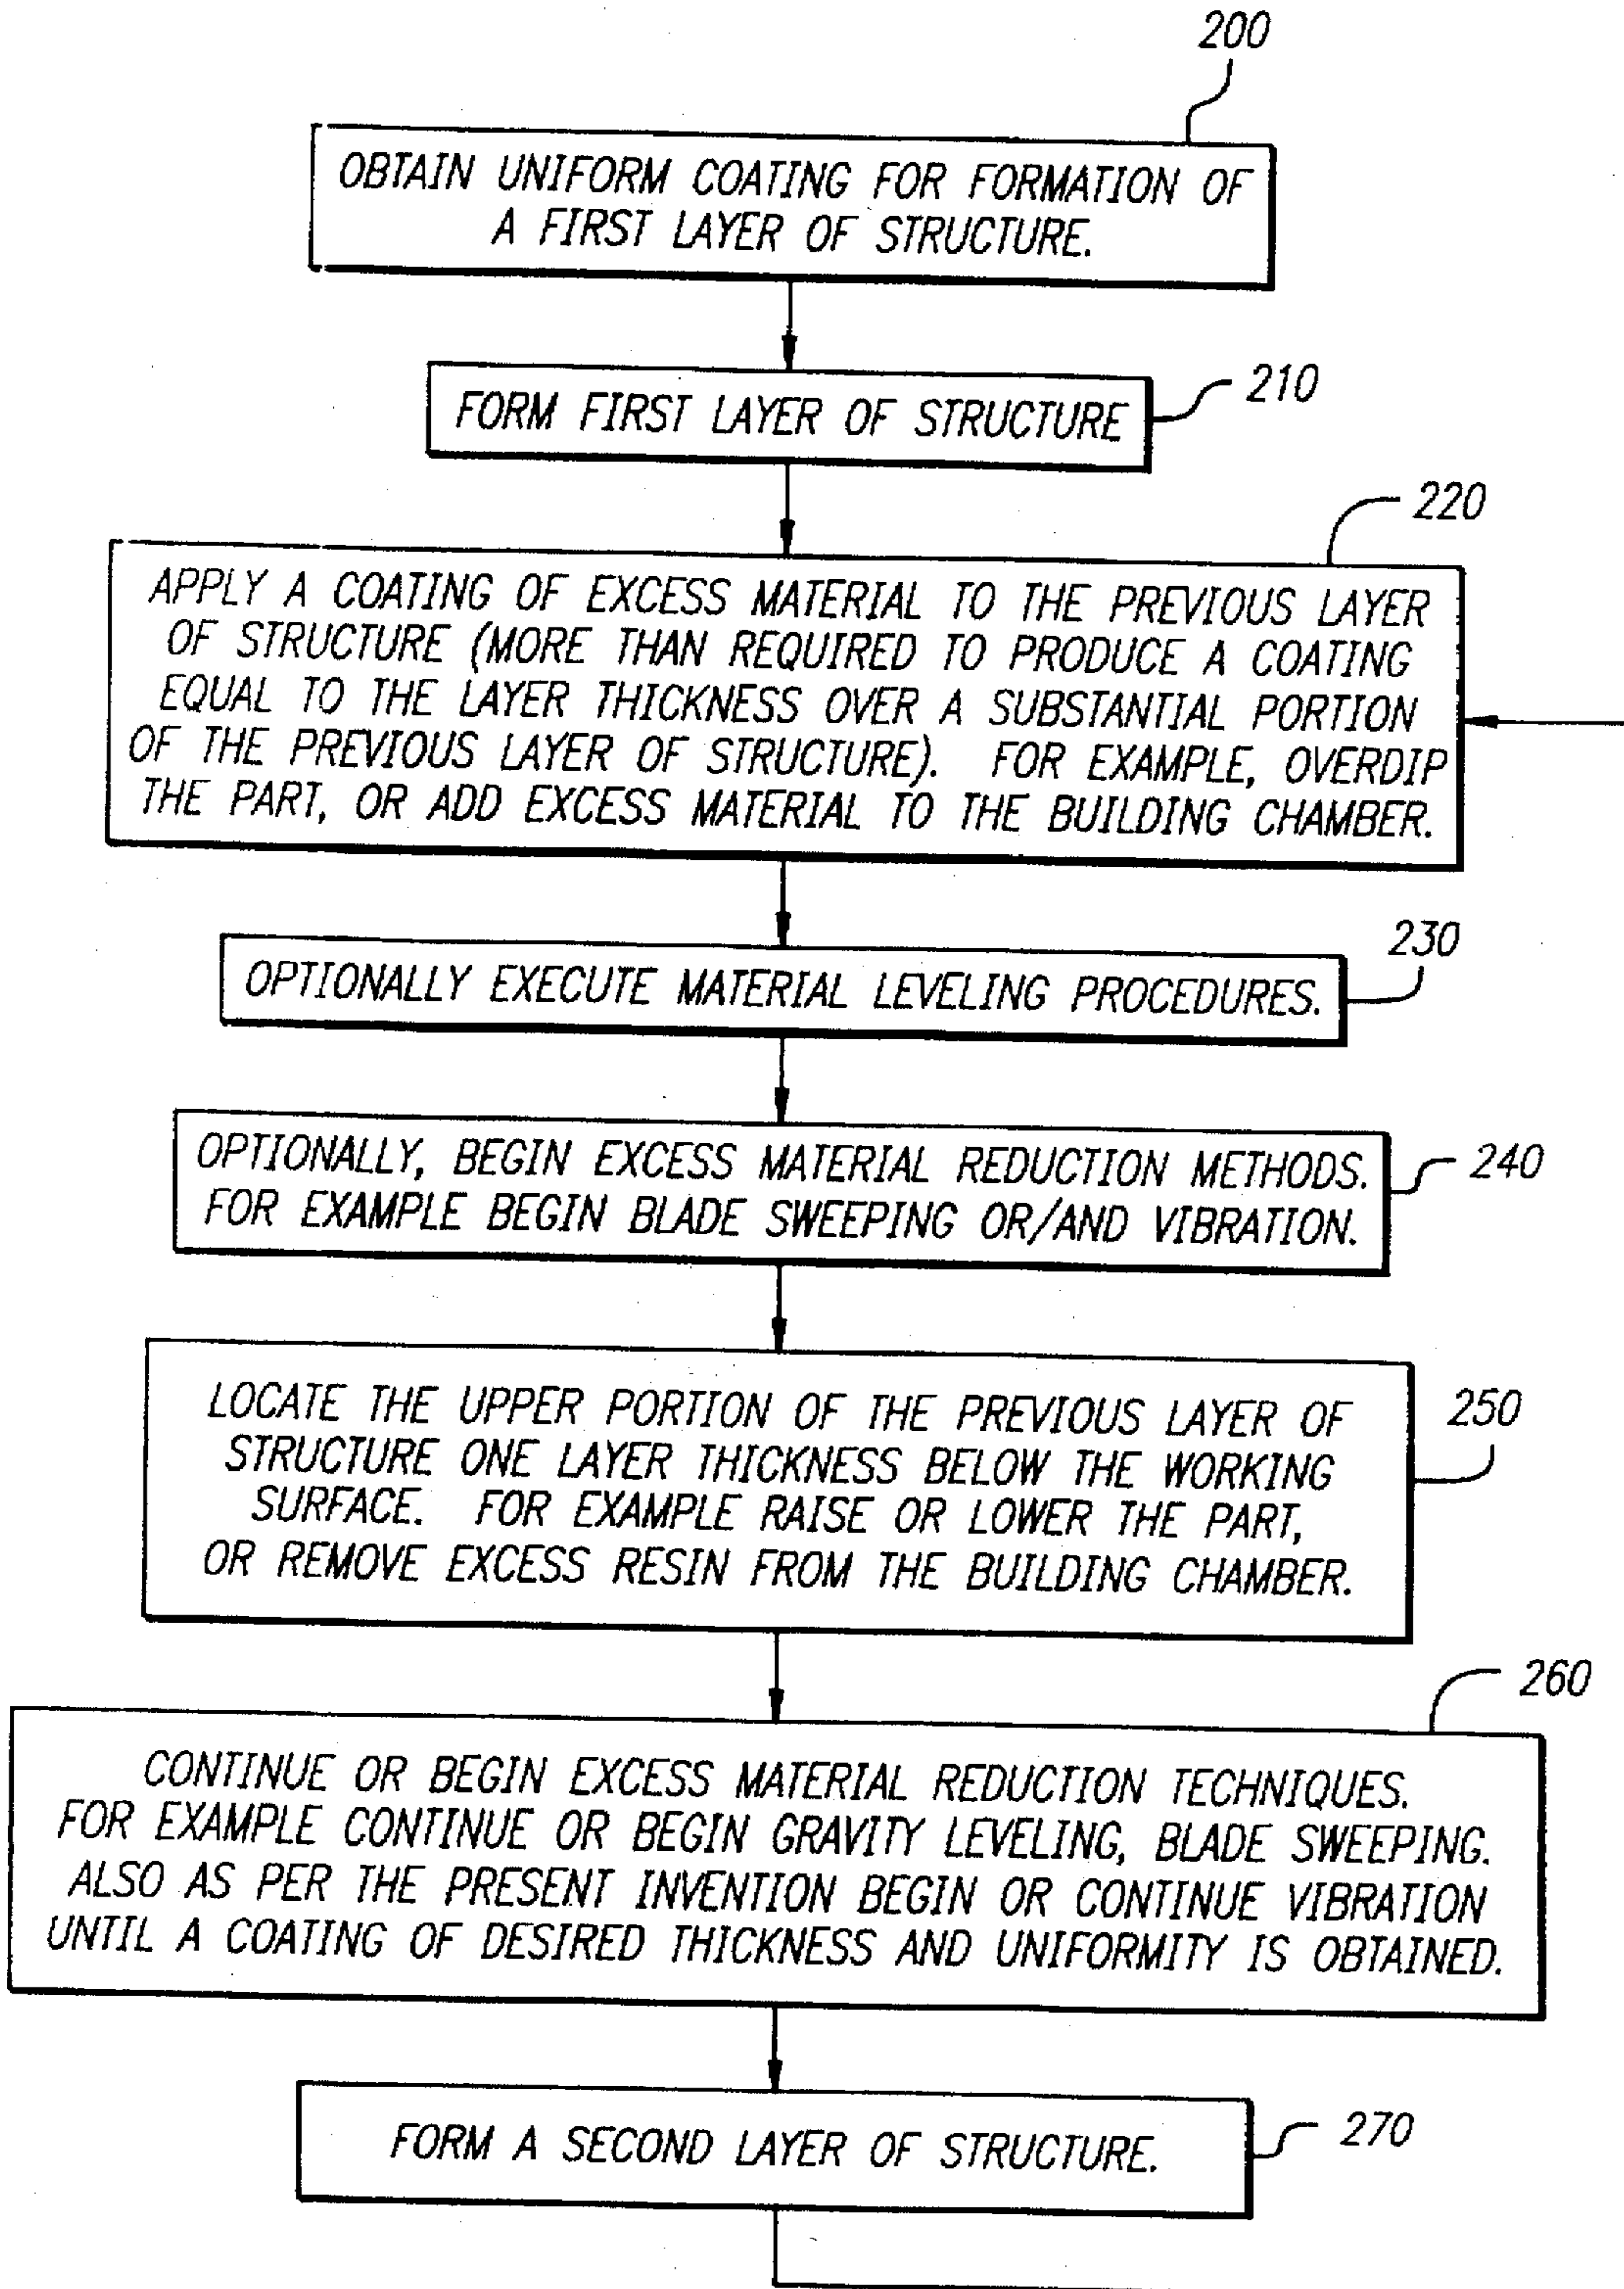 200
OBTAIN UNIFORM COATING FOR FORMATION OF
A FIRST LAYER OF STRUCTURE.
FORM FIRST LAYER OF STRUCTURE
210
220
APPLY A COATING OF EXCESS MATERIAL TO THE PREVIOUS LAYER
OF STRUCTURE (MORE THAN REQUIRED TO PRODUCE A COATING
EQUAL TO THE LAYER THICKNESS OVER A SUBSTANTIAL PORTION
OF THE PREVIOUS LAYER OF STRUCTURE). FOR EXAMPLE, OVERDIP
THE PART, OR ADD EXCESS MATERIAL TO THE BUILDING CHAMBER.
230
OPTIONALLY EXECUTE MATERIAL LEVELING PROCEDURES.
OPTIONALLY, BEGIN EXCESS MATERIAL REDUCTION METHODS.
FOR EXAMPLE BEGIN BLADE SWEEPING OR/AND VIBRATION.
240
LOCATE THE UPPER PORTION OF THE PREVIOUS LAYER OF
STRUCTURE ONE LAYER THICKNESS BELOW THE WORKING
SURFACE. FOR EXAMPLE RAISE OR LOWER THE PART,
OR REMOVE EXCESS RESIN FROM THE BUILDING CHAMBER.
250
260
CONTINUE OR BEGIN EXCESS MATERIAL REDUCTION TECHNIQUES.
FOR EXAMPLE CONTINUE OR BEGIN GRAVITY LEVELING, BLADE SWEEPING.
ALSO AS PER THE PRESENT INVENTION BEGIN OR CONTINUE VIBRATION
UNTIL A COATING OF DESIRED THICKNESS AND UNIFORMITY IS OBTAINED.
FORM A SECOND LAYER OF STRUCTURE.
270